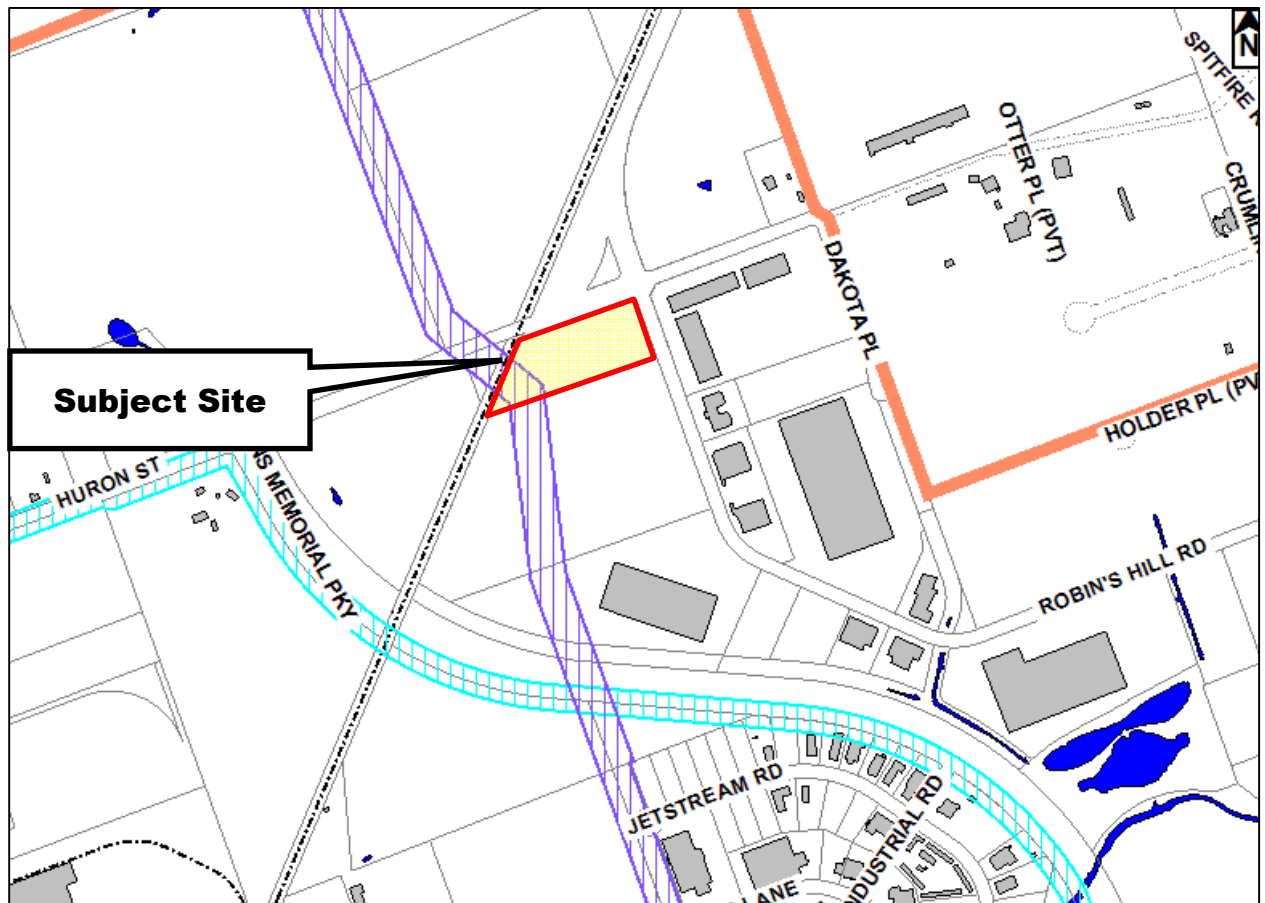 N
SPITFIRE R
OTTER PL (PVT)
CRUMLI
DAKOTA PL
Subject Site
HOLDER PL (PV
HURON ST
NS MEMORIAL PKY
ROBIN'S HILL RD
JETSTREAM RD
INDUSTRIAL RD
LANE